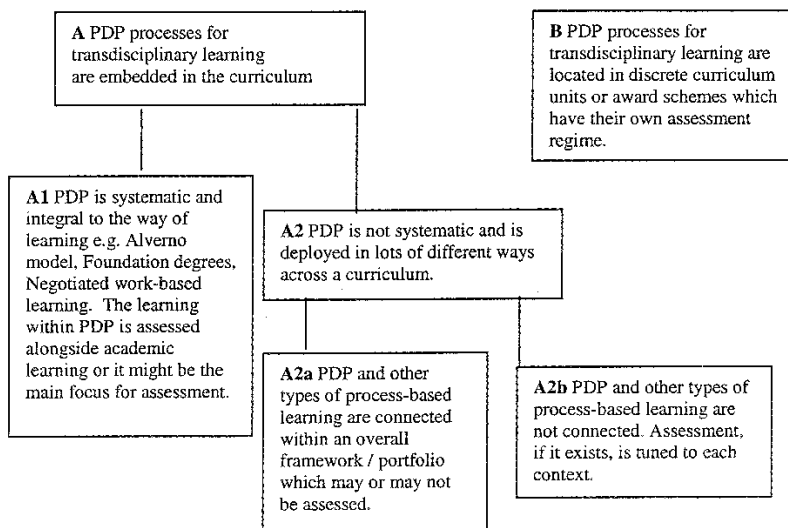 A PDP processes for
transdisciplinary learning
are embedded in the curriculum
B PDP processes for
transdisciplinary learning are
located in discrete curriculum
units or award schemes which
have their own assessment
regime.
A1 PDP is systematic and
integral to the way of
learning e.g. Alverno
model, Foundation degrees,
Negotiated work-based
learning. The learning
within PDP is assessed
alongside academic
learning or it might be the
main focus for assessment.
A2 PDP is not systematic and is
deployed in lots of different ways
across a curriculum.
A2a PDP and other
types of process-based
learning are connected
within an overall
framework / portfolio
which may or may not
be assessed.
A2b PDP and other types of
process-based learning are
not connected. Assessment,
if it exists, is tuned to each
context.